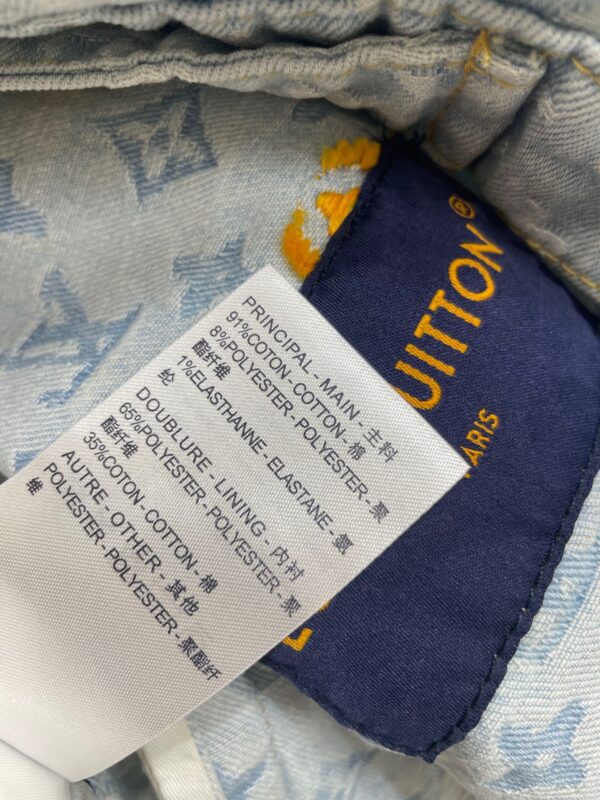 UITTON®
PARIS
PRINCIPAL - MAIN - 主料
91%COTON - COTTON - 棉
8%POLYESTER - POLYESTER - 聚
酯纤维
1%ELASTHANNE - ELASTANE - 氨
纶
DOUBLURE - LINING - 内衬
65%POLYESTER - POLYESTER - 聚
酯纤维
35%COTON - COTTON - 棉
AUTRE - OTHER - 其他
POLYESTER - POLYESTER - 聚酯纤
维